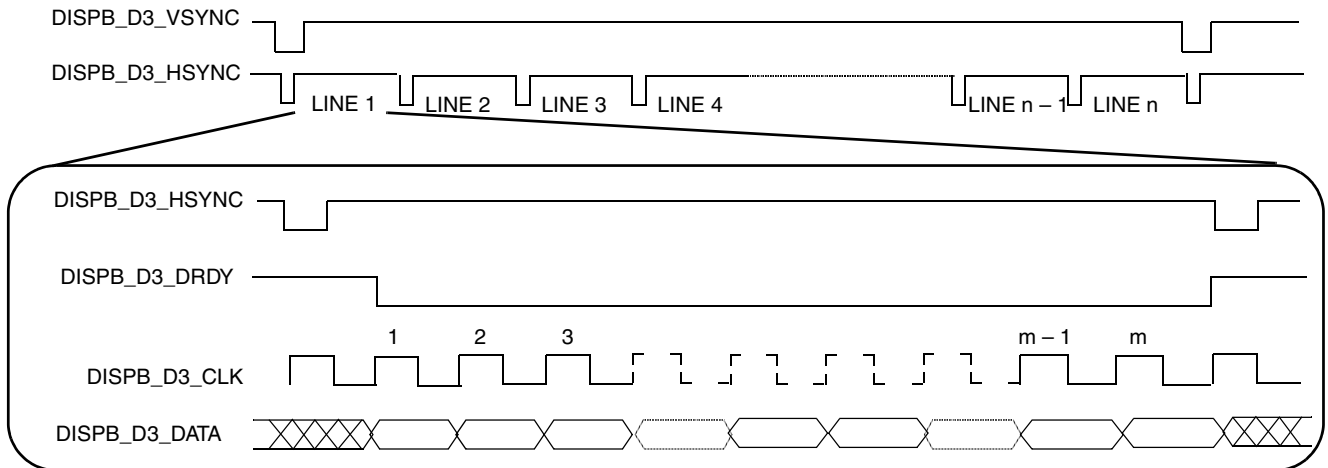 DISPB_D3_VSYNC
DISPB_D3_HSYNC
LINE 1 LINE 2 LINE 3 LINE 4 LINE n – 1 LINE n
DISPB_D3_HSYNC
DISPB_D3_DRDY
1 2 3 m – 1 m
DISPB_D3_CLK
DISPB_D3_DATA